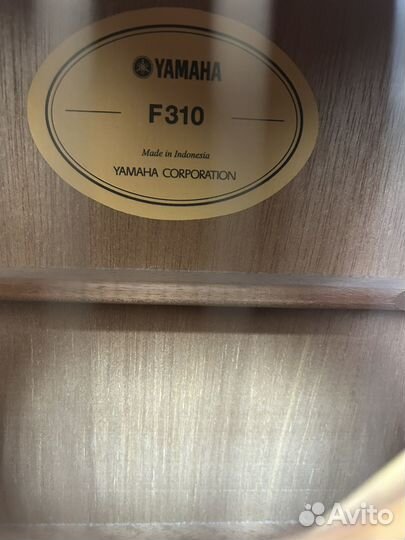 YAMAHA
F310
Made in Indonesia
YAMAHA CORPORATION
Avito